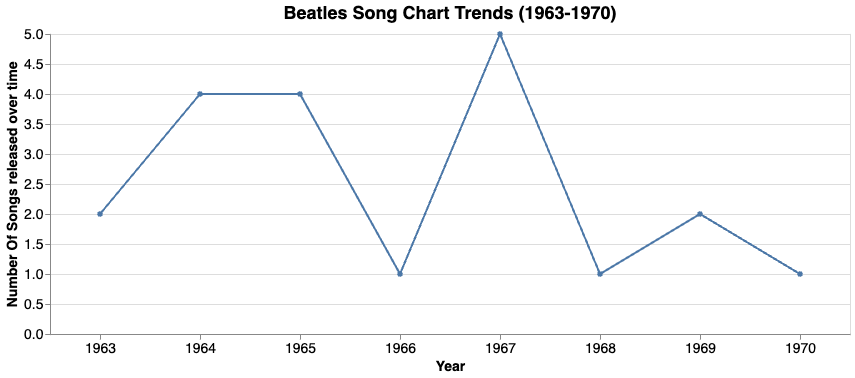 Beatles Song Chart Trends (1963-1970)
Number Of Songs released over time
5.0
4.5
4.0
3.5
3.0
2.5
2.0
1.5
1.0
0.5
0.0
1963 1964 1965 1966 1967 1968 1969 1970
Year